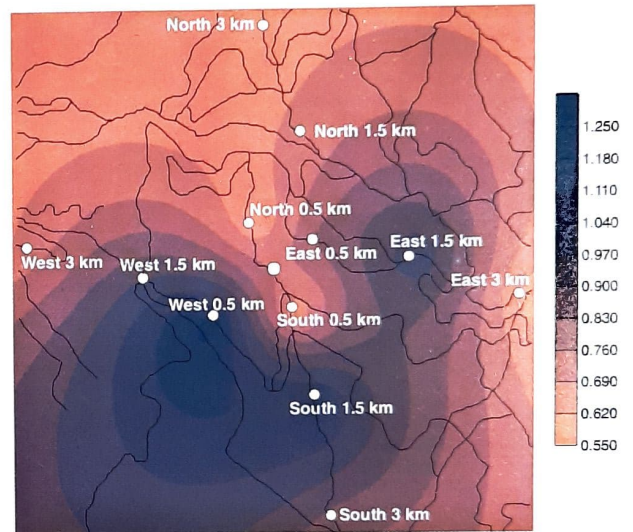 North 3 km
North 1.5 km
North 0.5 km
East 0.5 km
East 1.5 km
West 3 km
West 1.5 km
East 3 km
West 0.5 km
South 0.5 km
South 1.5 km
South 3 km
1.250
1.180
1.110
1.040
0.970
0.900
0.830
0.760
0.690
0.620
0.550